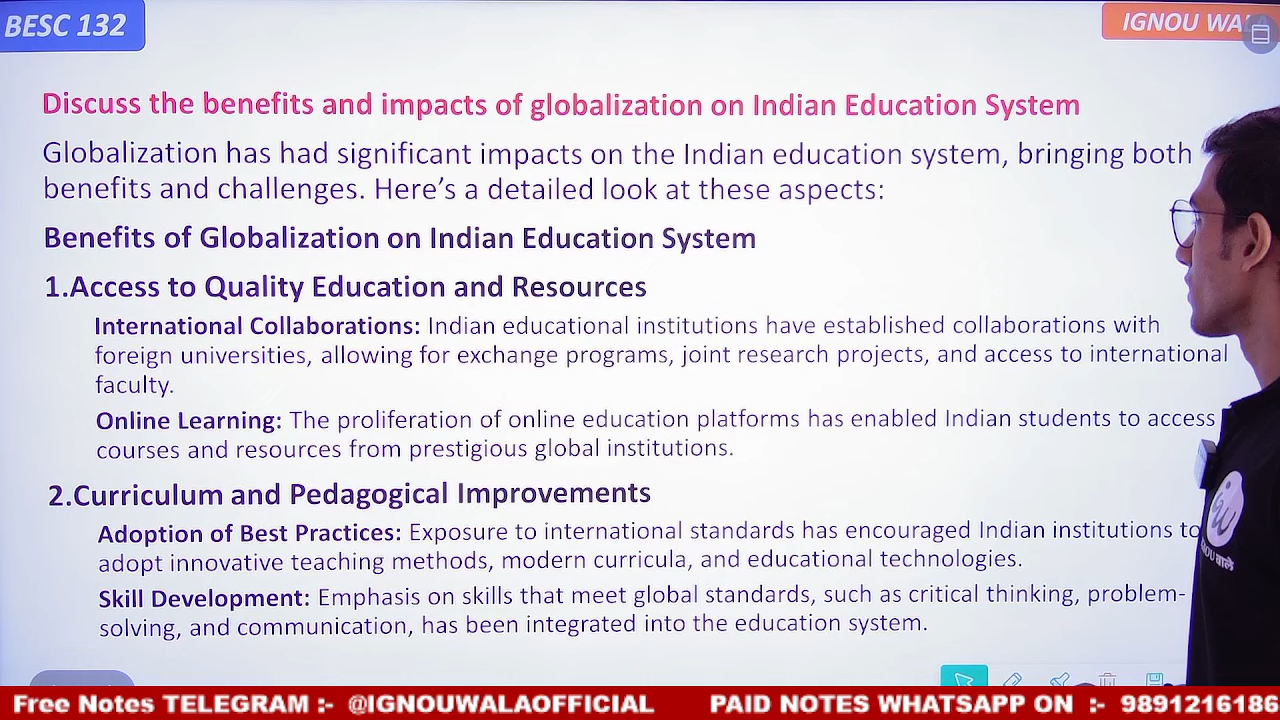 BESC 132
IGNOU WALA
Discuss the benefits and impacts of globalization on Indian Education System
Globalization has had significant impacts on the Indian education system, bringing both
benefits and challenges. Here's a detailed look at these aspects:
Benefits of Globalization on Indian Education System
1.Access to Quality Education and Resources
International Collaborations: Indian educational institutions have established collaborations with
foreign universities, allowing for exchange programs, joint research projects, and access to international
faculty.
Online Learning: The proliferation of online education platforms has enabled Indian students to access
courses and resources from prestigious global institutions.
2.Curriculum and Pedagogical Improvements
Adoption of Best Practices: Exposure to international standards has encouraged Indian institutions to
adopt innovative teaching methods, modern curricula, and educational technologies.
Skill Development: Emphasis on skills that meet global standards, such as critical thinking, problem-
solving, and communication, has been integrated into the education system.
IGNOU वाले
Free Notes TELEGRAM :- @IGNOUWALAOFFICIAL PAID NOTES WHATSAPP ON :- 9891216186